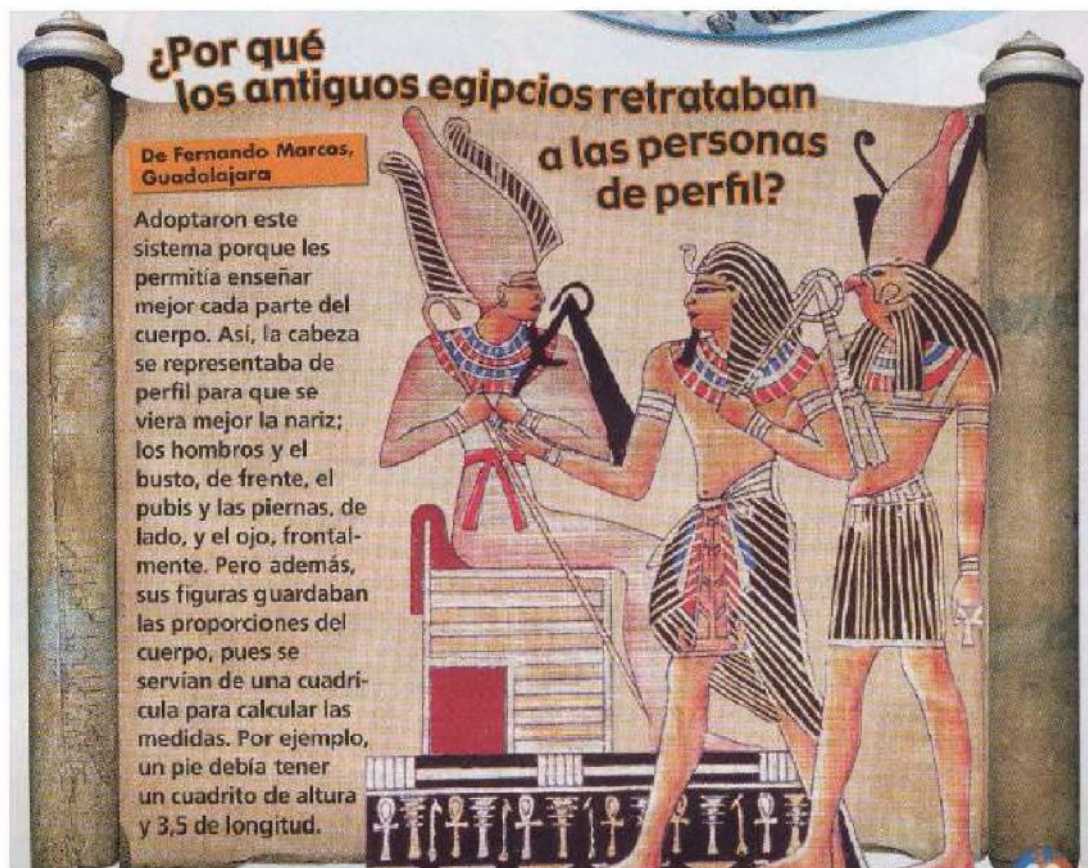 ¿Por qué
los antiguos egipcios retrataban
a las personas
de perfil?
De Fernando Marcos,
Guadalajara
Adoptaron este
sistema porque les
permitía enseñar
mejor cada parte del
cuerpo. Así, la cabeza
se representaba de
perfil para que se
viera mejor la nariz;
los hombros y el
busto, de frente, el
pubis y las piernas, de
lado, y el ojo, frontal-
mente. Pero además,
sus figuras guardaban
las proporciones del
cuerpo, pues se
servían de una cuadrí-
cula para calcular las
medidas. Por ejemplo,
un pie debía tener
un cuadrito de altura
y 3,5 de longitud.